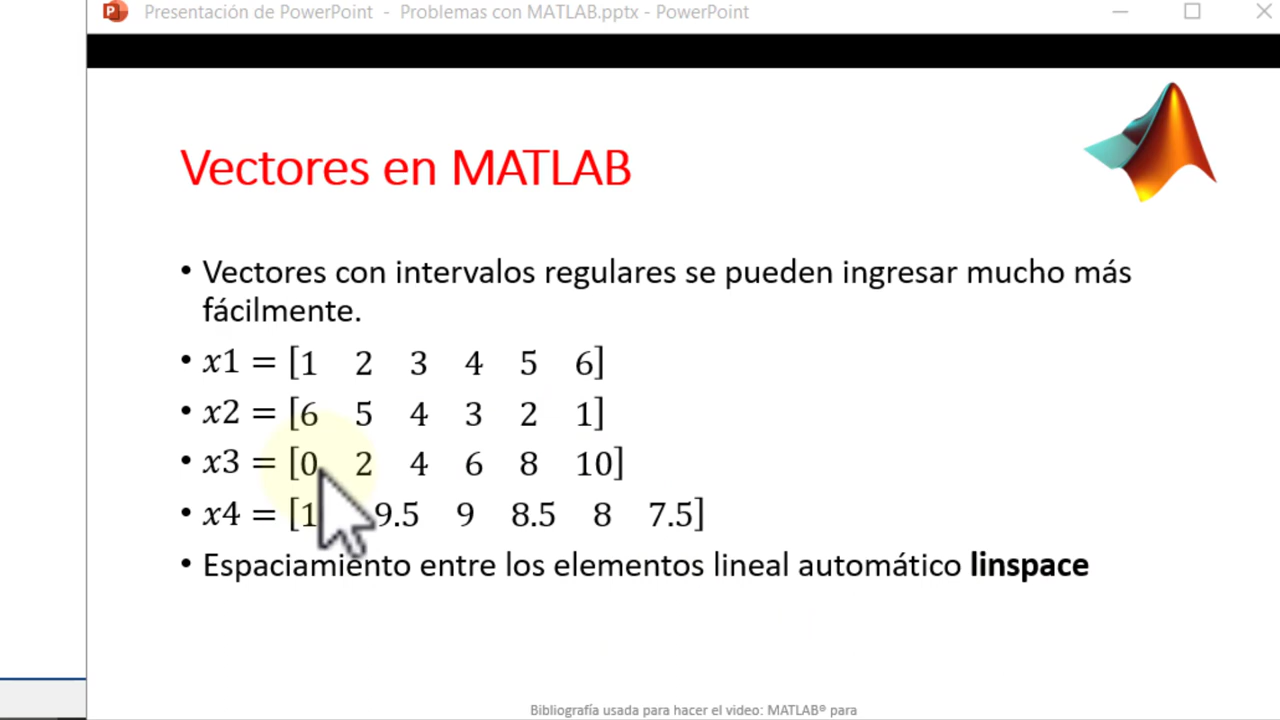 Presentación de PowerPoint - Problemas con MATLAB.pptx - PowerPoint
Vectores en MATLAB
• Vectores con intervalos regulares se pueden ingresar mucho más
fácilmente.
• x1 = [1 2 3 4 5 6]
• x2 = [6 5 4 3 2 1]
• x3 = [0 2 4 6 8 10]
• x4 = [1 9.5 9 8.5 8 7.5]
• Espaciamiento entre los elementos lineal automático linspace
Bibliografía usada para hacer el video: MATLAB® para